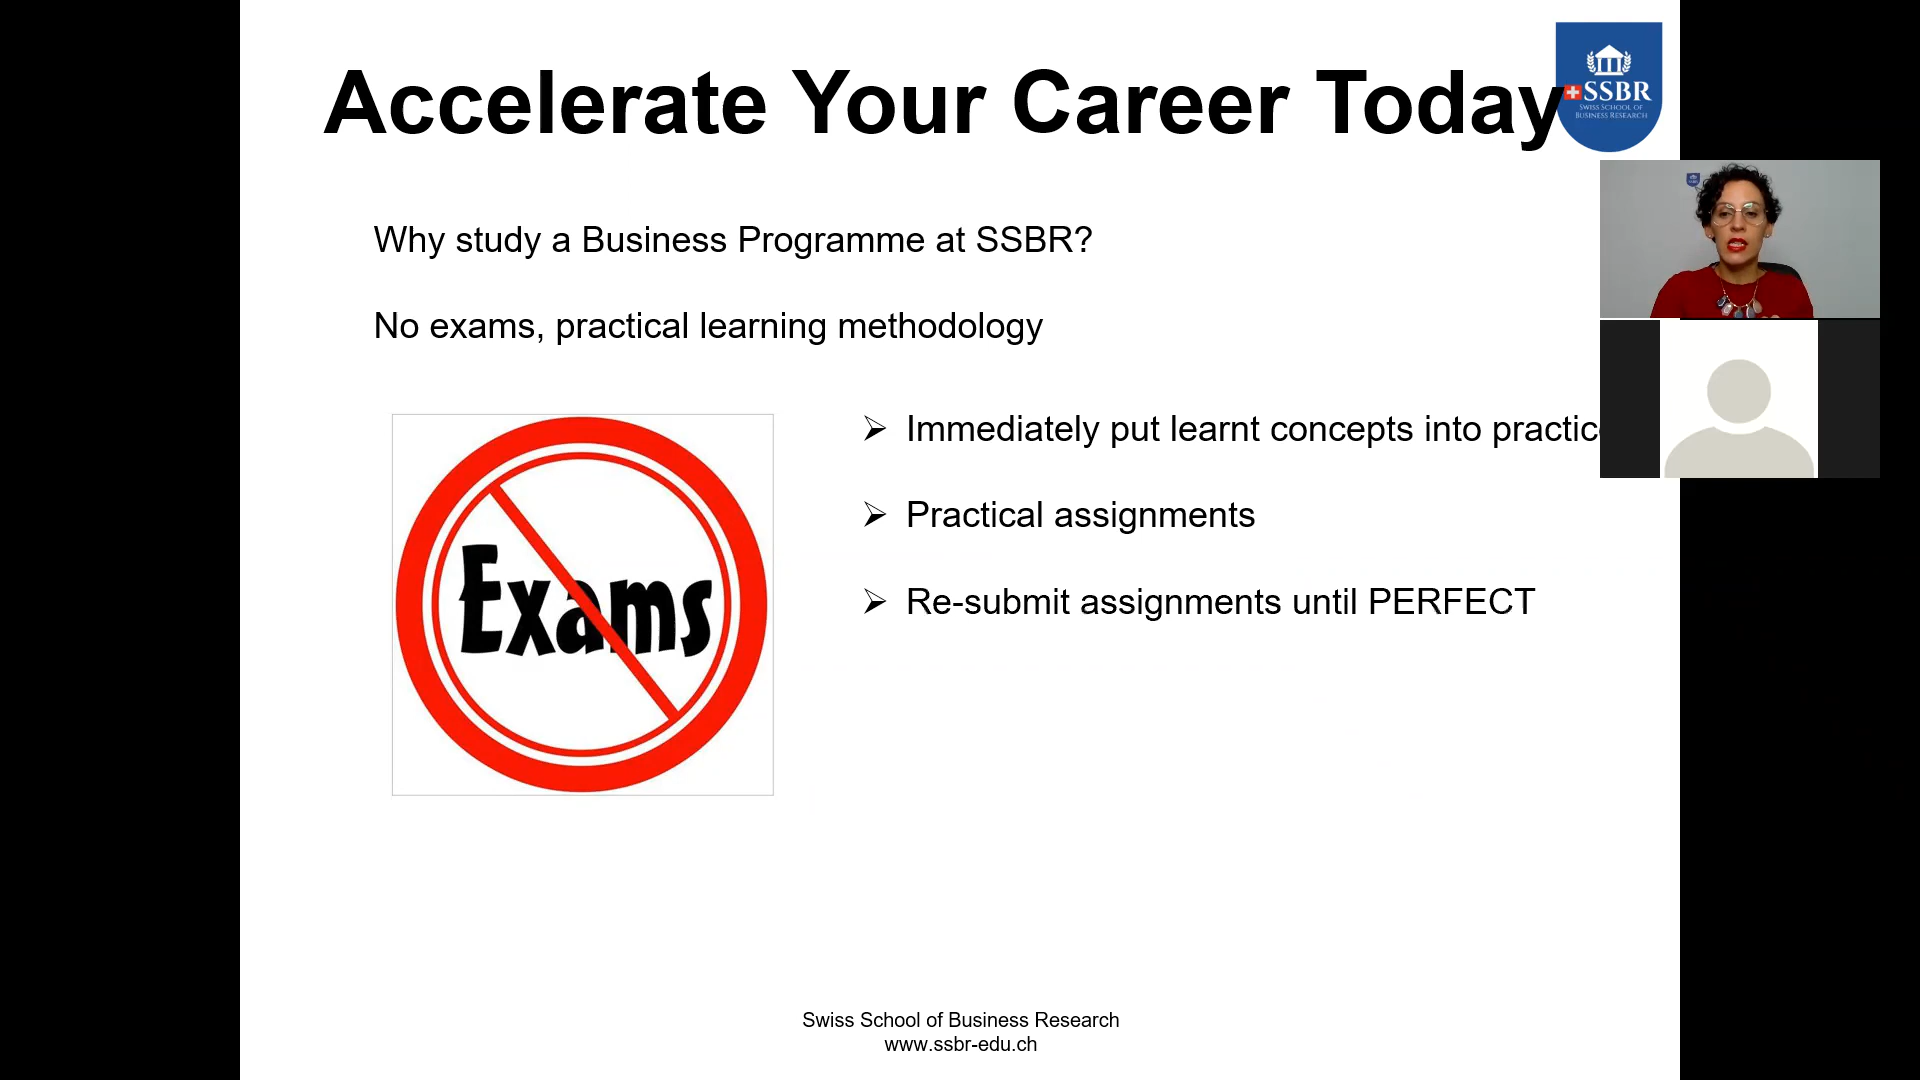 Accelerate Your Career Today
SSBR
SWISS SCHOOL OF
BUSINESS RESEARCH
Why study a Business Programme at SSBR?
No exams, practical learning methodology
Exams
➢ Immediately put learnt concepts into practic
➢ Practical assignments
➢ Re-submit assignments until PERFECT
Swiss School of Business Research
www.ssbr-edu.ch